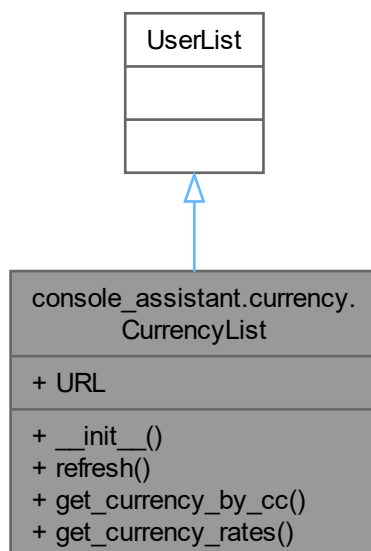 UserList
console_assistant.currency.
CurrencyList
+ URL
+ __init__()
+ refresh()
+ get_currency_by_cc()
+ get_currency_rates()